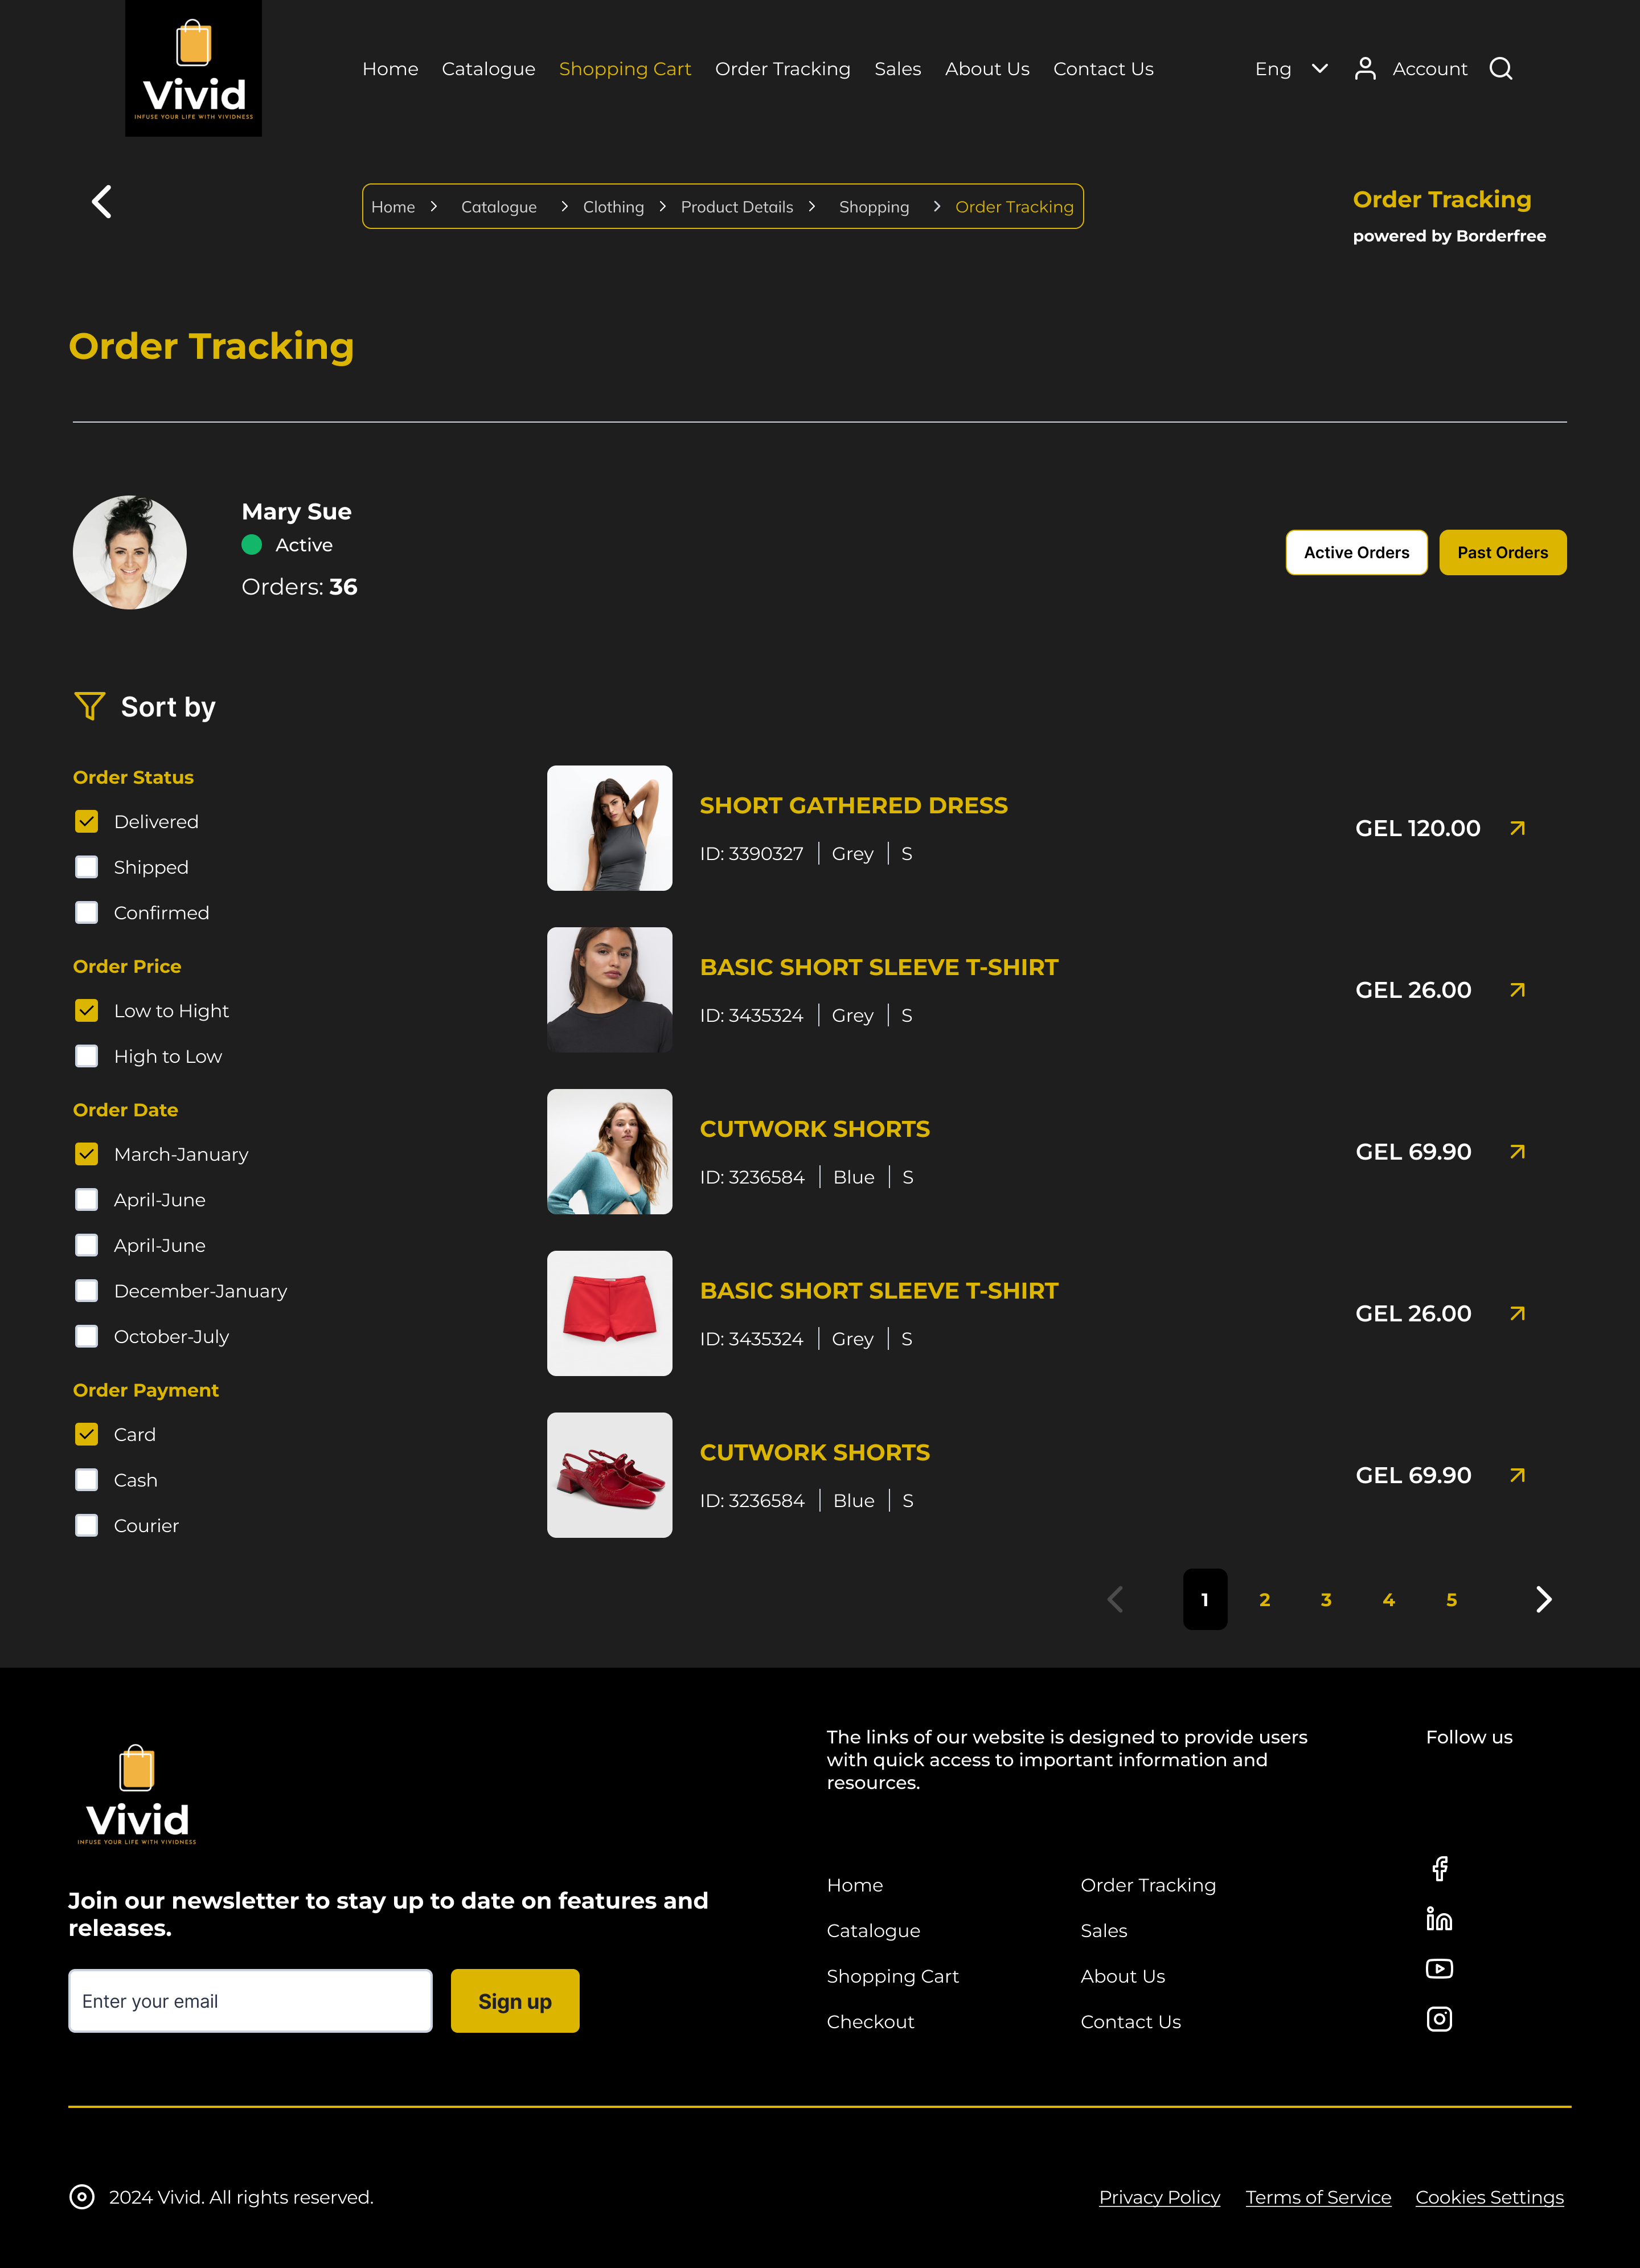 Vivid
INFUSE YOUR LIFE WITH VIVIDNESS
Home Catalogue Shopping Cart Order Tracking Sales About Us Contact Us Eng Account
Home Catalogue Clothing Product Details Shopping Order Tracking
Order Tracking
powered by Borderfree
Order Tracking
Mary Sue
Active
Orders: 36
Active Orders Past Orders
Sort by
Order Status
Delivered
Shipped
Confirmed
Order Price
Low to Hight
High to Low
Order Date
March-January
April-June
April-June
December-January
October-July
Order Payment
Card
Cash
Courier
SHORT GATHERED DRESS
ID: 3390327 Grey S
GEL 120.00
BASIC SHORT SLEEVE T-SHIRT
ID: 3435324 Grey S
GEL 26.00
CUTWORK SHORTS
ID: 3236584 Blue S
GEL 69.90
BASIC SHORT SLEEVE T-SHIRT
ID: 3435324 Grey S
GEL 26.00
CUTWORK SHORTS
ID: 3236584 Blue S
GEL 69.90
1 2 3 4 5
Vivid
INFUSE YOUR LIFE WITH VIVIDNESS
Join our newsletter to stay up to date on features and
releases.
Enter your email
Sign up
The links of our website is designed to provide users
with quick access to important information and
resources.
Home
Catalogue
Shopping Cart
Checkout
Order Tracking
Sales
About Us
Contact Us
Follow us
2024 Vivid. All rights reserved.
Privacy Policy Terms of Service Cookies Settings